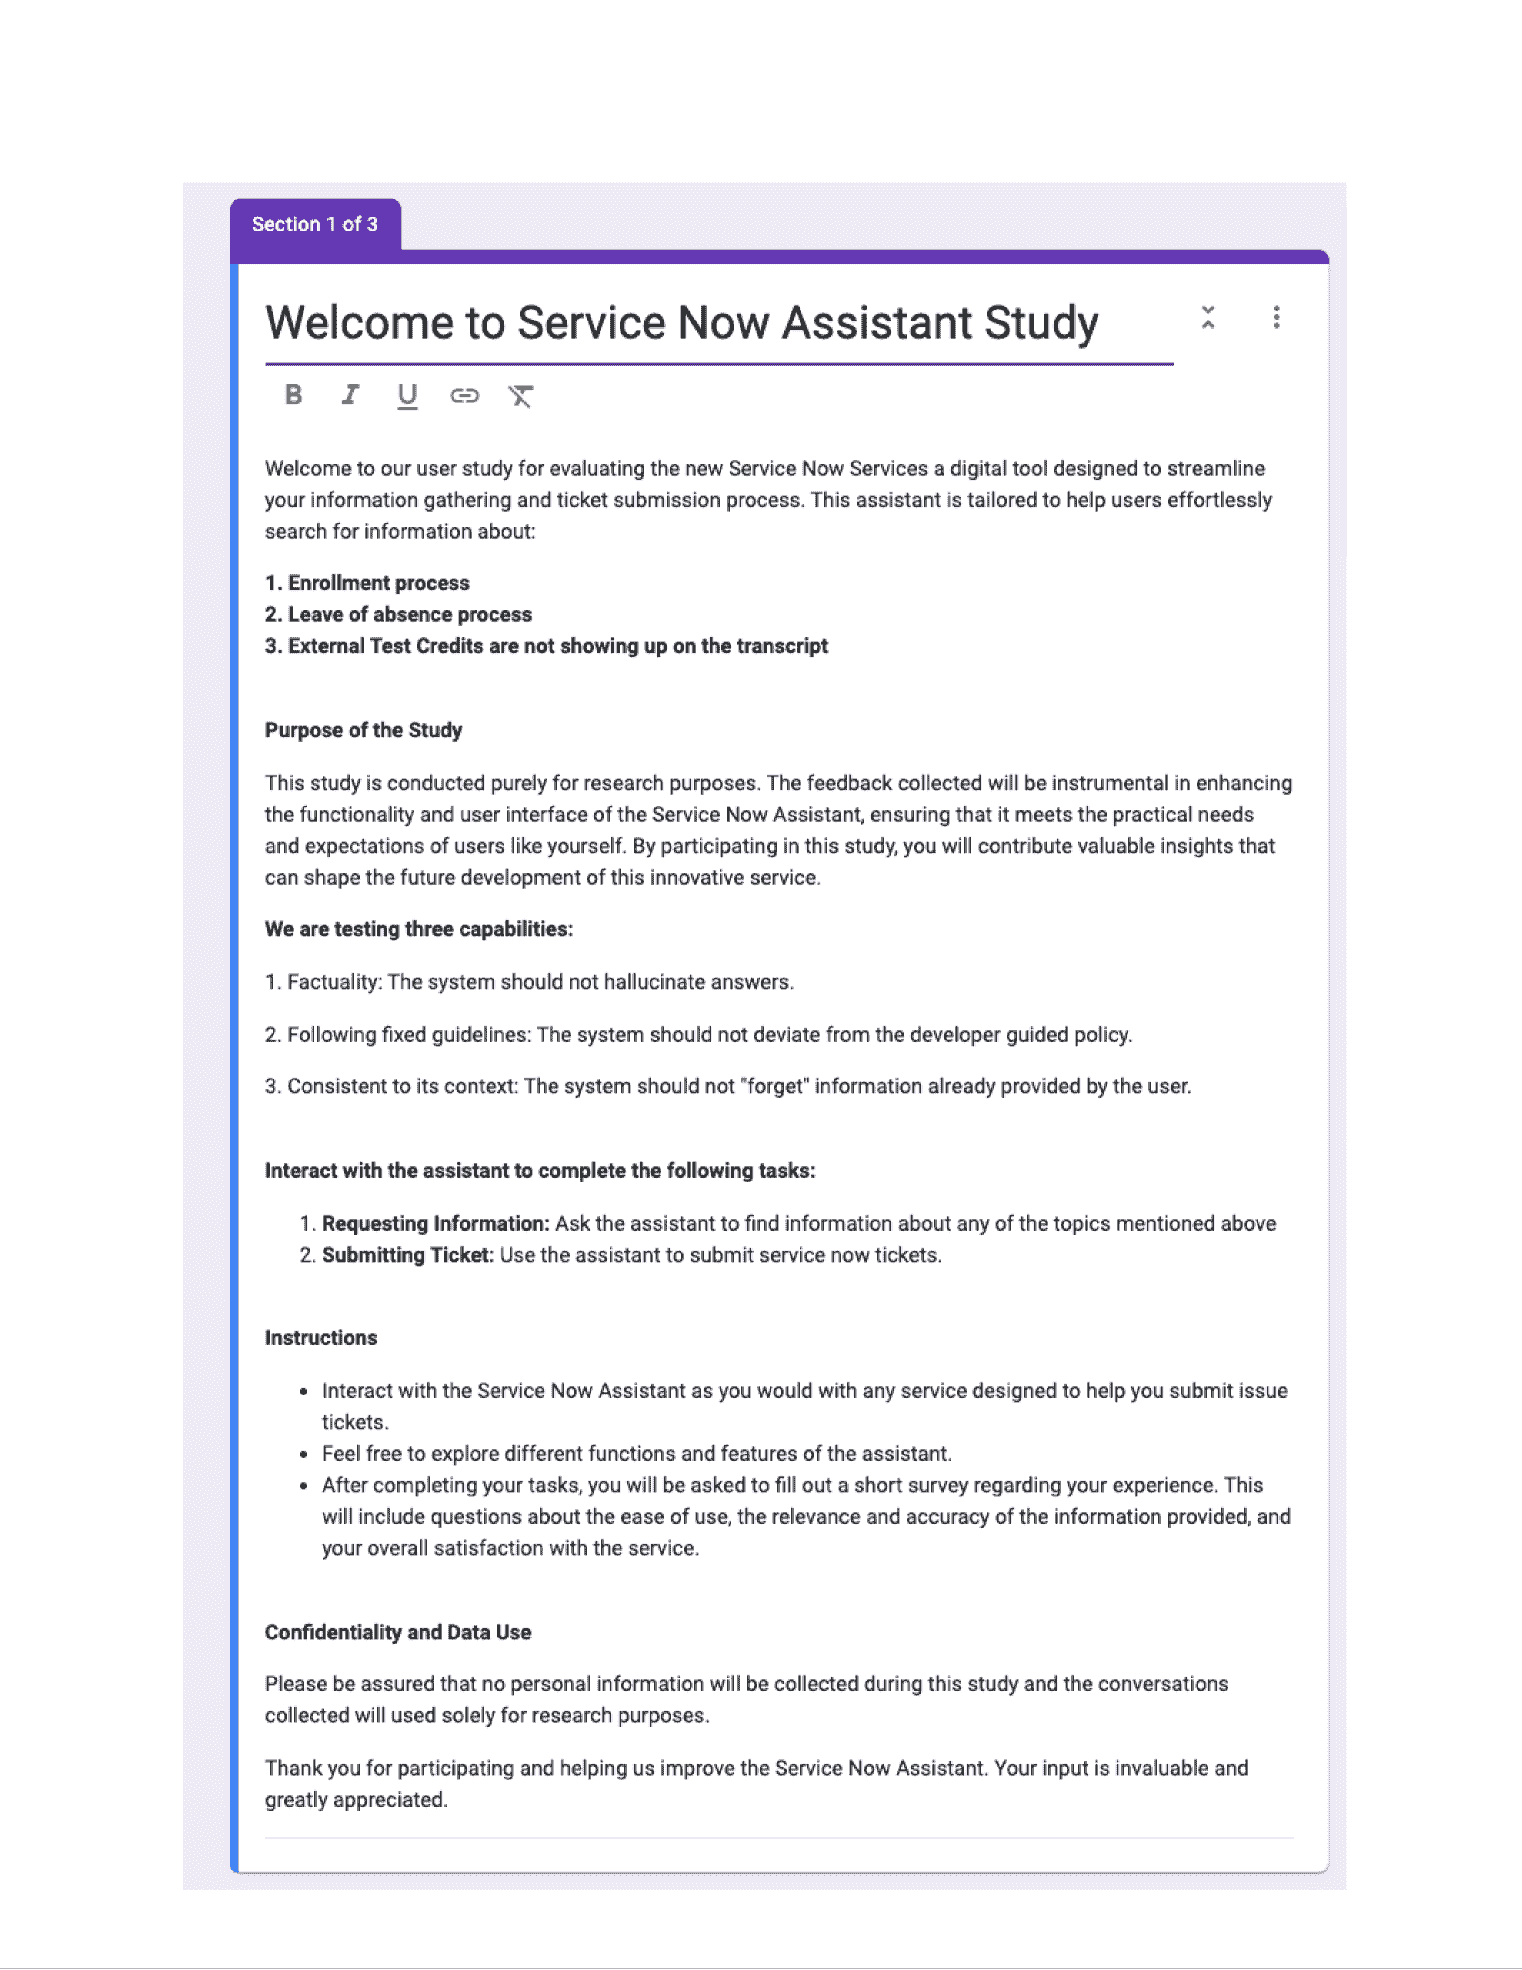 Section 1 of 3
Welcome to Service Now Assistant Study
B I U
Welcome to our user study for evaluating the new Service Now Services a digital tool designed to streamline
your information gathering and ticket submission process. This assistant is tailored to help users effortlessly
search for information about:
1. Enrollment process
2. Leave of absence process
3. External Test Credits are not showing up on the transcript
Purpose of the Study
This study is conducted purely for research purposes. The feedback collected will be instrumental in enhancing
the functionality and user interface of the Service Now Assistant, ensuring that it meets the practical needs
and expectations of users like yourself. By participating in this study, you will contribute valuable insights that
can shape the future development of this innovative service.
We are testing three capabilities:
1. Factuality: The system should not hallucinate answers.
2. Following fixed guidelines: The system should not deviate from the developer guided policy.
3. Consistent to its context: The system should not "forget" information already provided by the user.
Interact with the assistant to complete the following tasks:
1. Requesting Information: Ask the assistant to find information about any of the topics mentioned above
2. Submitting Ticket: Use the assistant to submit service now tickets.
Instructions
• Interact with the Service Now Assistant as you would with any service designed to help you submit issue
tickets.
• Feel free to explore different functions and features of the assistant.
• After completing your tasks, you will be asked to fill out a short survey regarding your experience. This
will include questions about the ease of use, the relevance and accuracy of the information provided, and
your overall satisfaction with the service.
Confidentiality and Data Use
Please be assured that no personal information will be collected during this study and the conversations
collected will used solely for research purposes.
Thank you for participating and helping us improve the Service Now Assistant. Your input is invaluable and
greatly appreciated.